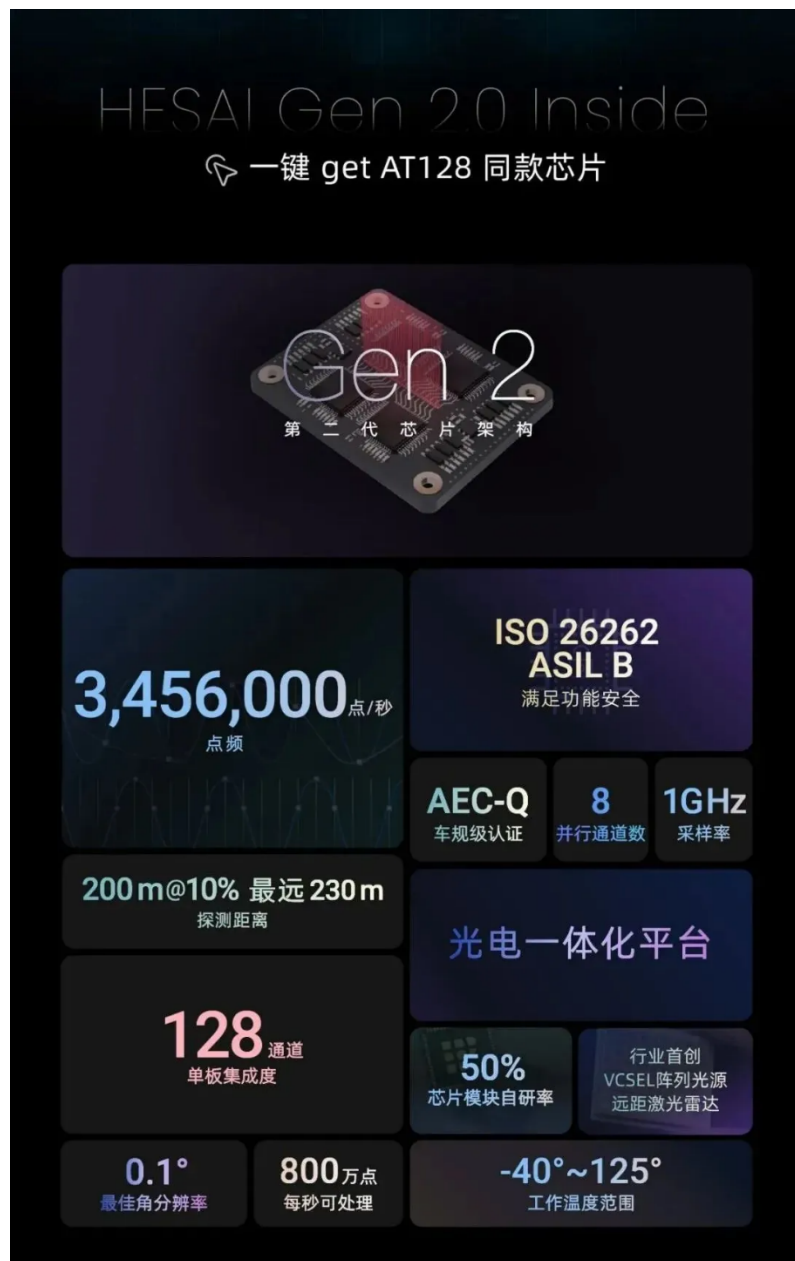 HESAI Gen 2.0 Inside
一键 get AT128 同款芯片
Gen 2
第二代芯片架构
3,456,000点/秒
点频
ISO 26262
ASIL B
满足功能安全
AEC-Q
车规级认证
8
并行通道数
1GHz
采样率
200m@10% 最远230m
探测距离
光电一体化平台
128通道
单板集成度
50%
芯片模块自研率
行业首创
VCSEL阵列光源
远距激光雷达
0.1°
最佳角分辨率
800万点
每秒可处理
-40°~125°
工作温度范围